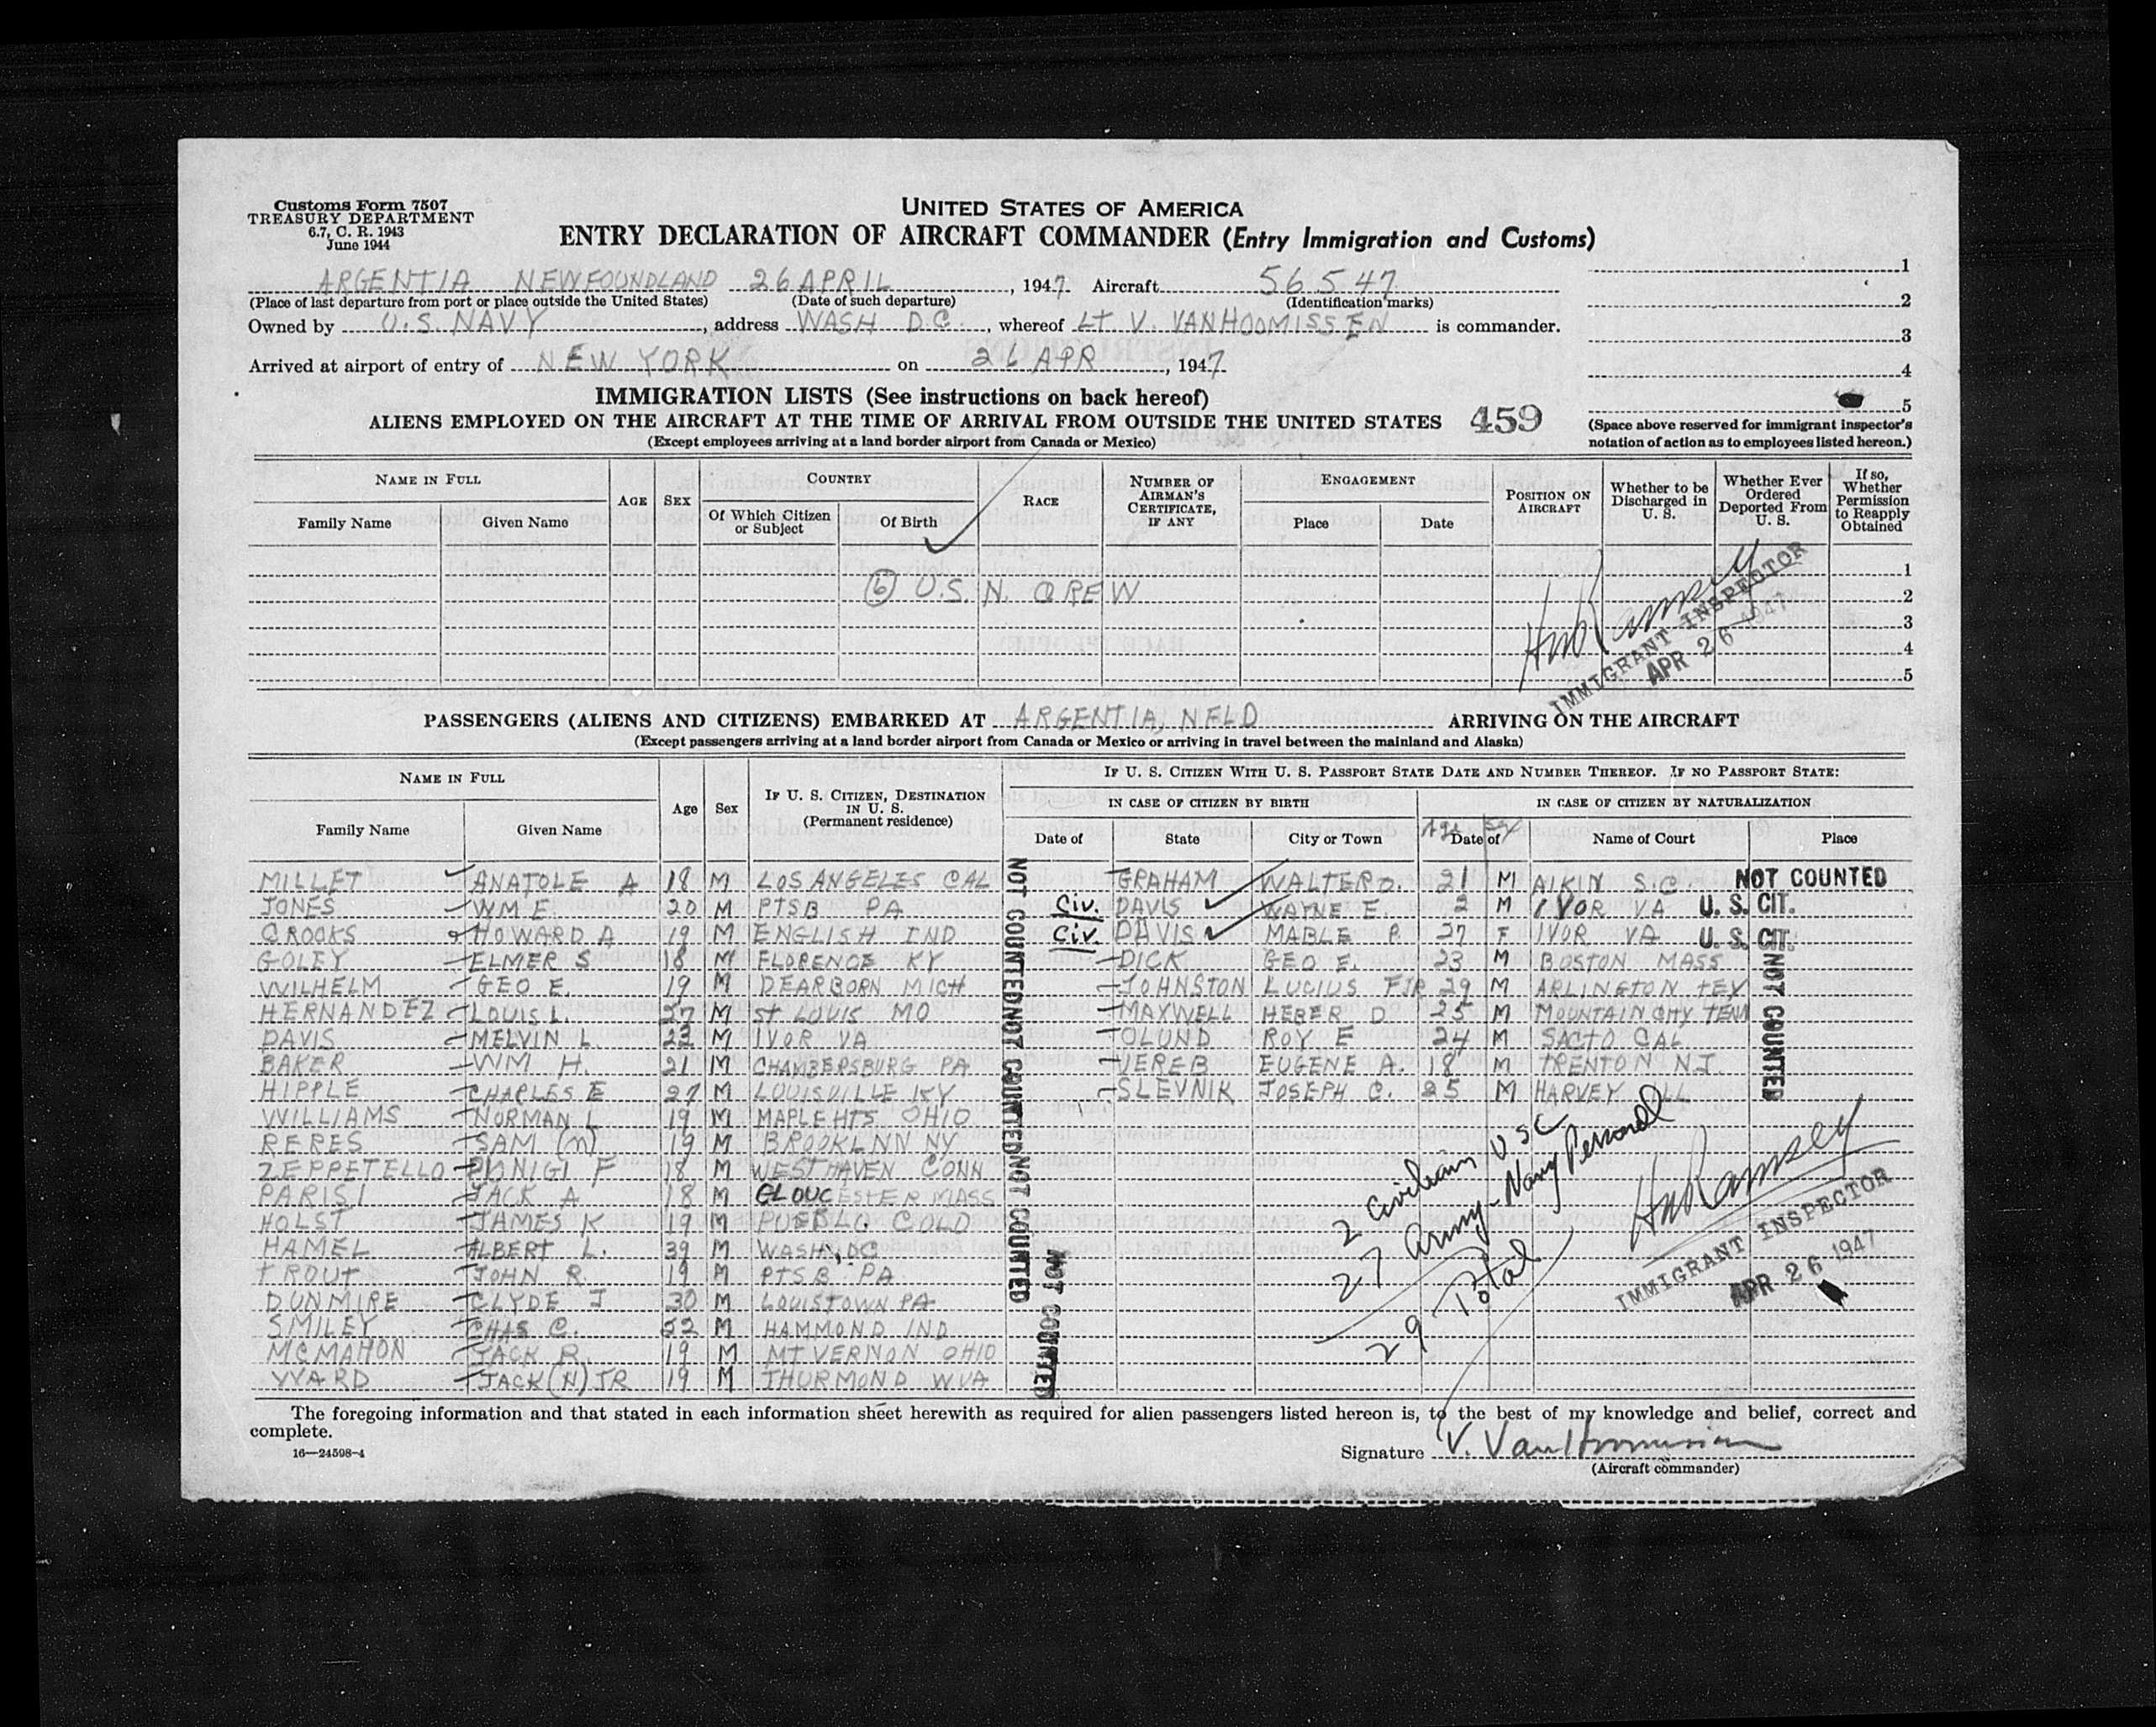 Customs Form 7507
TREASURY DEPARTMENT
6.7, C. R. 1943
June 1944
UNITED STATES OF AMERICA
ENTRY DECLARATION OF AIRCRAFT COMMANDER (Entry Immigration and Customs)
ARGENTIA NEWFOUNDLAND 26 APRIL, 1947 Aircraft 56547
(Place of last departure from port or place outside the United States) (Date of such departure) (Identification marks)
Owned by U.S. NAVY, address WASH D.C., whereof LT V. VANHOOMISSEN is commander.
Arrived at airport of entry of NEW YORK on 26 APR, 1947
1
2
3
4
5
(Space above reserved for immigrant inspector's notation of action as to employees listed hereon.)
IMMIGRATION LISTS (See instructions on back hereof)
ALIENS EMPLOYED ON THE AIRCRAFT AT THE TIME OF ARRIVAL FROM OUTSIDE THE UNITED STATES 459
(Except employees arriving at a land border airport from Canada or Mexico)
NAME IN FULL AGE SEX COUNTRY RACE NUMBER OF AIRMAN'S CERTIFICATE, IF ANY ENGAGEMENT POSITION ON AIRCRAFT Whether to be Discharged in U. S. Whether Ever Ordered Deported From U. S. If so, Whether Permission to Reapply Obtained
Family Name Given Name Of Which Citizen or Subject Of Birth Place Date
1
6 U.S.N. CREW 2
3
4
5
HW Ramsey
IMMIGRANT INSPECTOR
APR 26 1947
PASSENGERS (ALIENS AND CITIZENS) EMBARKED AT ARGENTIA, NFLD ARRIVING ON THE AIRCRAFT
(Except passengers arriving at a land border airport from Canada or Mexico or arriving in travel between the mainland and Alaska)
NAME IN FULL Age Sex IF U. S. CITIZEN, DESTINATION IN U. S. (Permanent residence) IF U. S. CITIZEN WITH U. S. PASSPORT STATE DATE AND NUMBER THEREOF. IF NO PASSPORT STATE:
IN CASE OF CITIZEN BY BIRTH IN CASE OF CITIZEN BY NATURALIZATION
Family Name Given Name Date of State City or Town Age Sex Date of Name of Court Place
MILLET ANATOLE A 18 M LOS ANGELES CAL GRAHAM WALTER D. 21 M AIKIN S.C. NOT COUNTED
JONES WM E 20 M PTSB PA Civ. DAVIS WAYNE E. 2 M IVOR VA U. S. CIT.
CROOKS HOWARD A 19 M ENGLISH IND Civ. DAVIS MABLE P. 27 F IVOR VA U. S. CIT.
GOLEY ELMER S 18 M FLORENCE KY DICK GEO E. 23 M BOSTON MASS
WILHELM GEO E. 19 M DEARBORN MICH JOHNSTON LUCIUS F JR 29 M ARLINGTON TEX
HERNANDEZ LOUIS L. 27 M ST LOUIS MO MAXWELL HEBER D 25 M MOUNTAIN CITY TENN
DAVIS MELVIN L. 23 M IVOR VA OLUND ROY E 24 M SACTO CAL
BAKER WM H. 21 M CHAMBERSBURG PA VEREB EUGENE A. 18 M TRENTON NJ
HIPPLE CHARLES E 27 M LOUISVILLE KY SLEVNIK JOSEPH C. 25 M HARVEY ILL
WILLIAMS NORMAN L 19 M MAPLE HTS OHIO
RERES SAM (N) 19 M BROOKLNN NY
ZEPPETELLO F 18 M WEST HAVEN CONN
PARISI JACK A 18 M GLOUCESTER MASS
HOLST JAMES K 19 M PUEBLO COLO
HAMEL ALBERT L. 39 M WASH, DC
TROUT JOHN R 19 M PTSB PA
DUNMIRE CLYDE J 30 M LOUISTOWN PA
SMILEY CHAS C. M HAMMOND IND
MCMAHON JACK R. 19 M MT VERNON OHIO
WARD JACK (N) JR 19 M THURMOND WVA
NOT COUNTED NOT COUNTED NOT COUNTED
NOT COUNTED
NOT COUNTED
2 Civilians USC
27 Army-Navy Personel
29 Total
HW Ramsey
IMMIGRANT INSPECTOR
APR 26 1947
The foregoing information and that stated in each information sheet herewith as required for alien passengers listed hereon is, to the best of my knowledge and belief, correct and
complete.
16—24598-4
Signature V. VanHoomissen
(Aircraft commander)